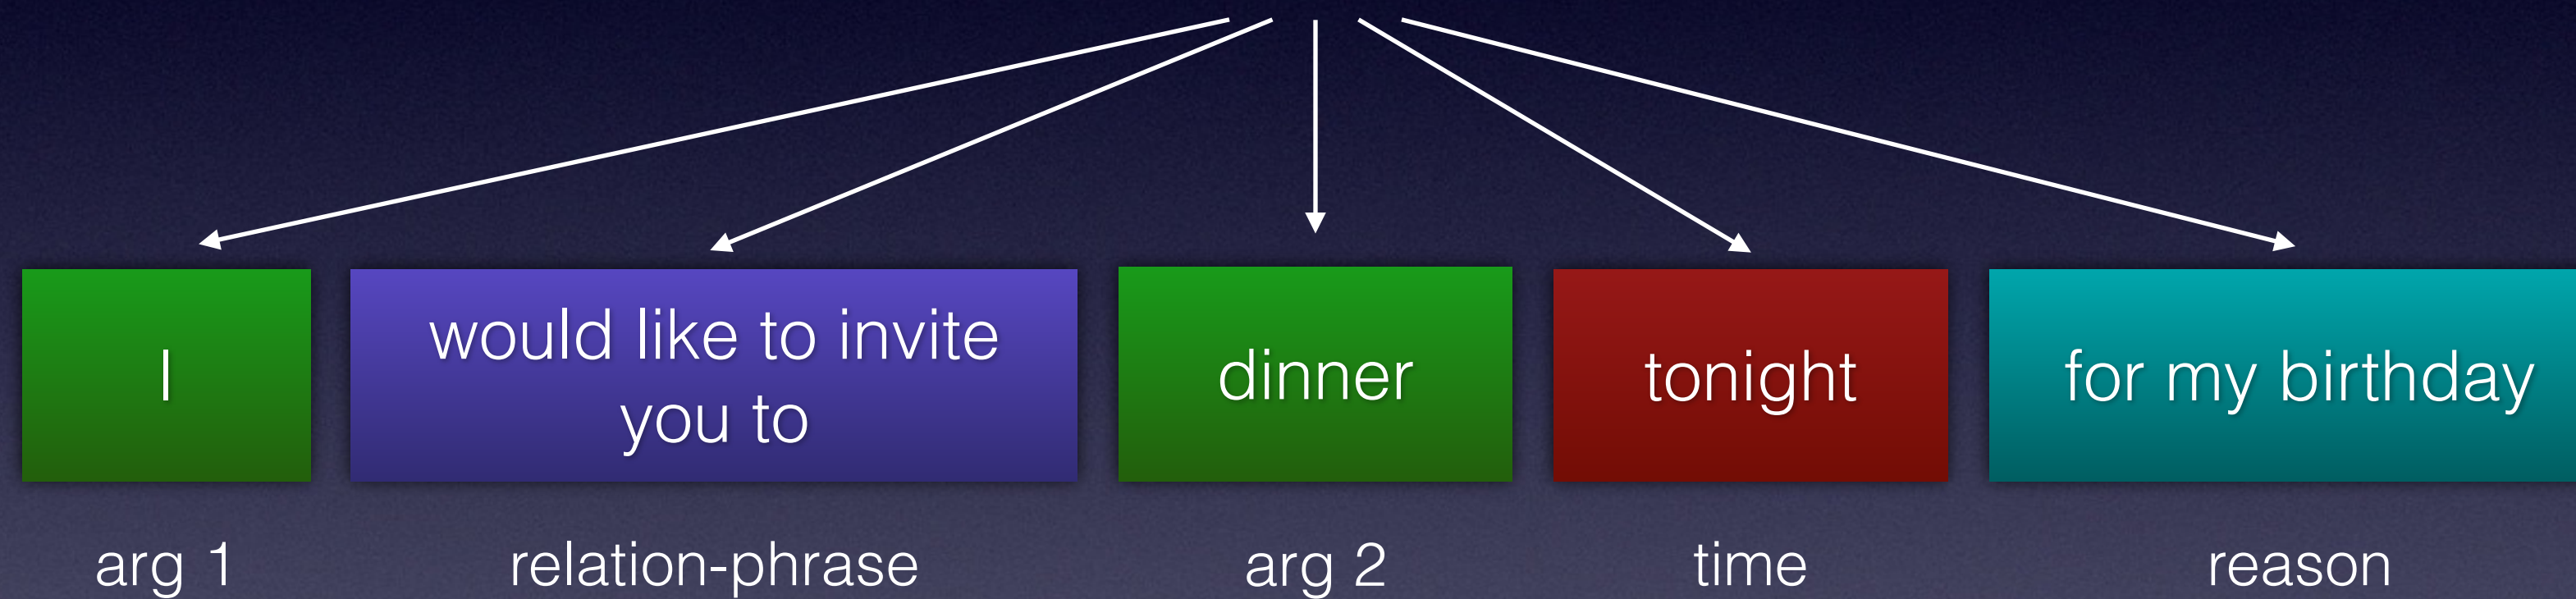 I
would like to invite
you to
dinner
tonight
for my birthday
arg 1
relation-phrase
arg 2
time
reason